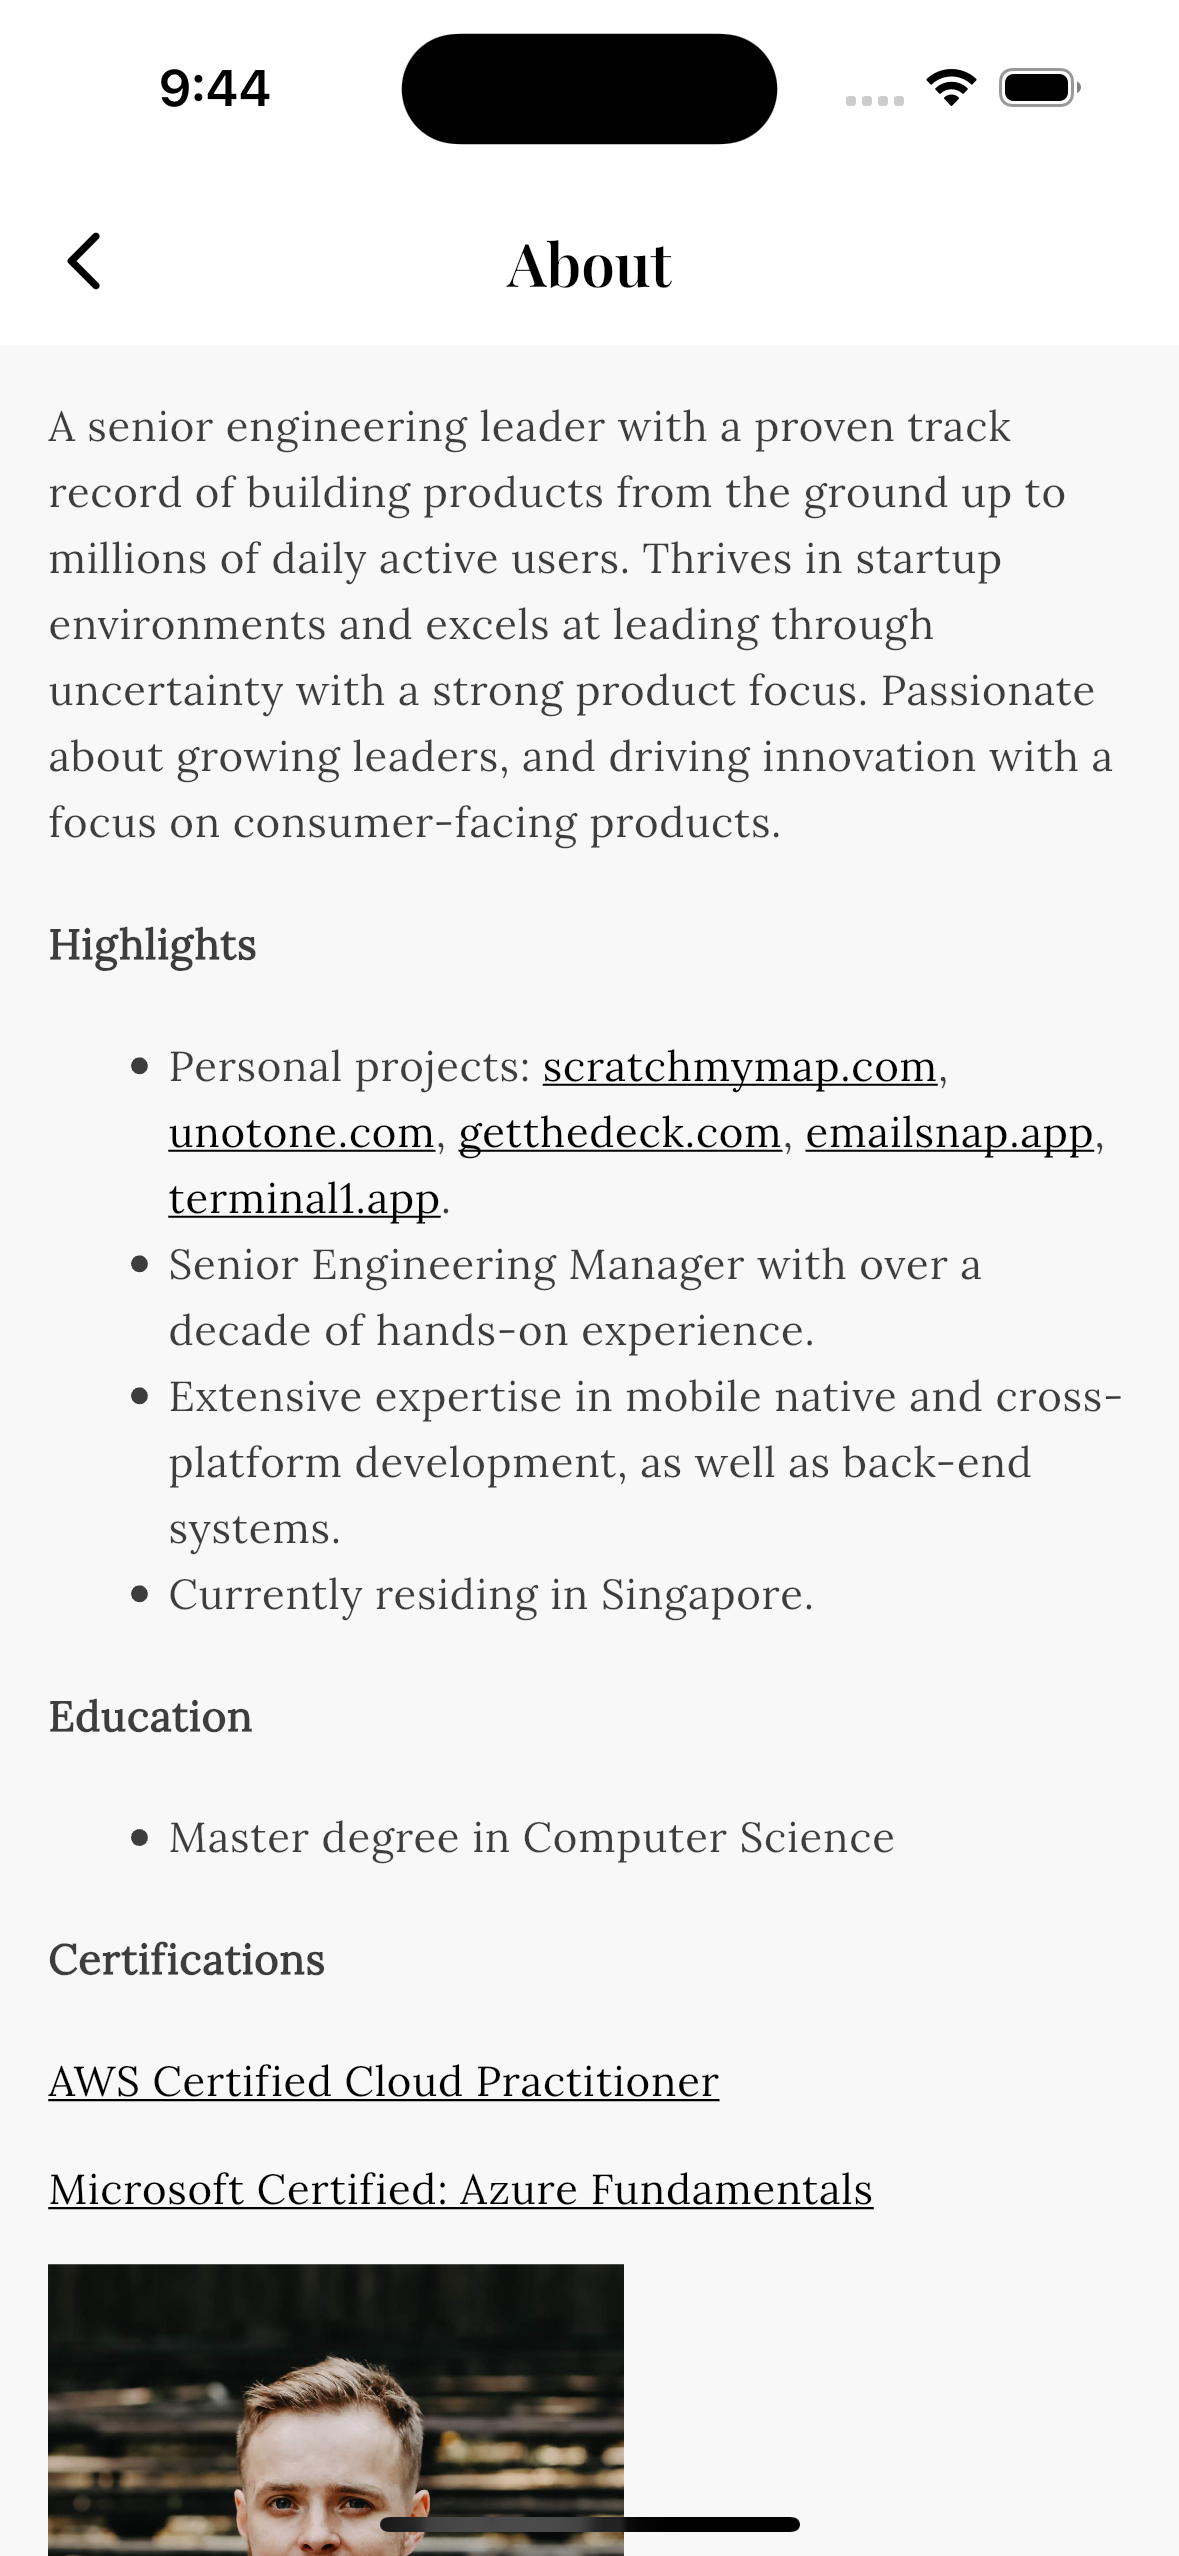 9:44
About
A senior engineering leader with a proven track
record of building products from the ground up to
millions of daily active users. Thrives in startup
environments and excels at leading through
uncertainty with a strong product focus. Passionate
about growing leaders, and driving innovation with a
focus on consumer-facing products.
Highlights
• Personal projects: scratchmymap.com,
unotone.com, getthedeck.com, emailsnap.app,
terminal1.app.
• Senior Engineering Manager with over a
decade of hands-on experience.
• Extensive expertise in mobile native and cross-
platform development, as well as back-end
systems.
• Currently residing in Singapore.
Education
• Master degree in Computer Science
Certifications
AWS Certified Cloud Practitioner
Microsoft Certified: Azure Fundamentals